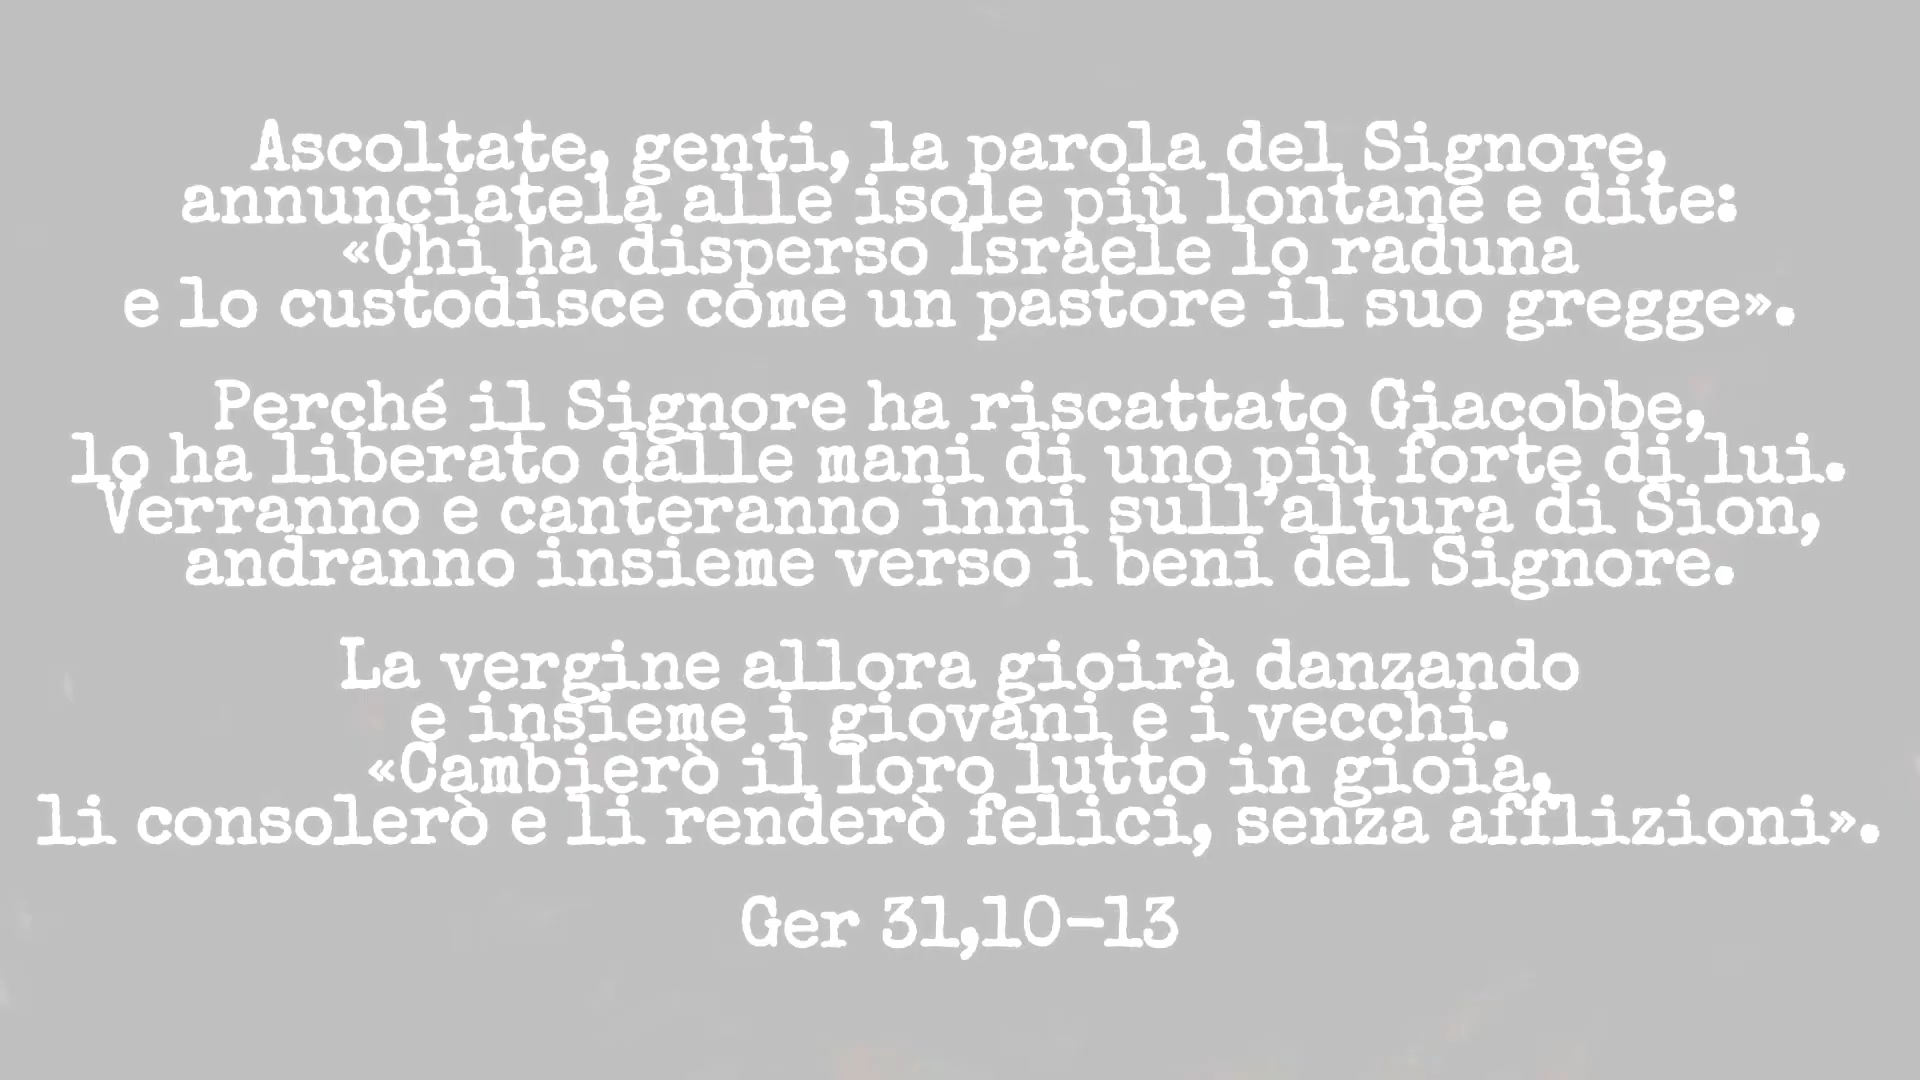 Ascoltate, genti, la parola del Signore,
annunciatela alle isole più lontane e dite:
«Chi ha disperso Israele lo raduna
e lo custodisce come un pastore il suo gregge».
Perché il Signore ha riscattato Giacobbe,
lo ha liberato dalle mani di uno più forte di lui.
Verranno e canteranno inni sull’altura di Sion,
andranno insieme verso i beni del Signore.
La vergine allora gioirà danzando
e insieme i giovani e i vecchi.
«Cambierò il loro lutto in gioia,
li consolerò e li renderò felici, senza afflizioni».
Ger 31,10-13